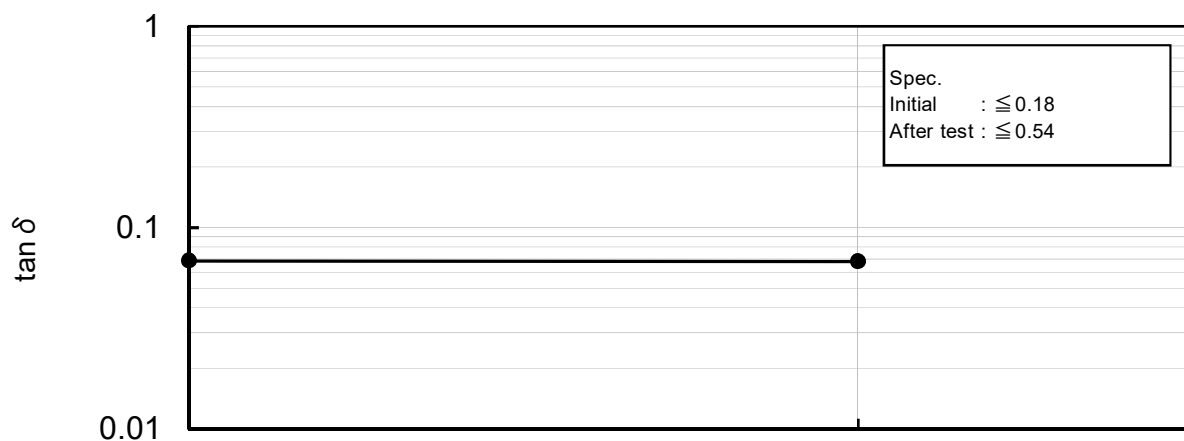 1
Spec.
Initial : ≦0.18
After test : ≦0.54
0.1
tan δ
0.01